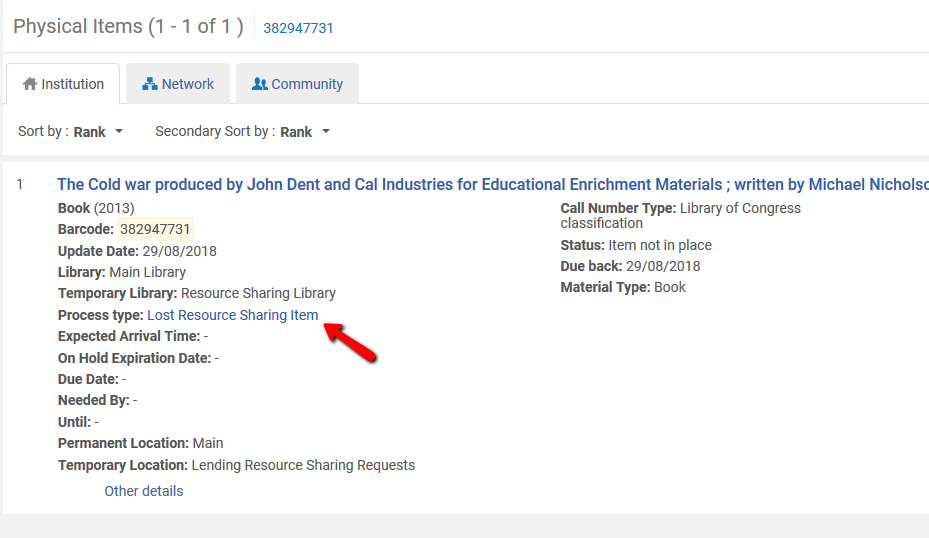 Physical Items (1 - 1 of 1 ) 382947731
Institution Network Community
Sort by : Rank Secondary Sort by : Rank
1 The Cold war produced by John Dent and Cal Industries for Educational Enrichment Materials ; written by Michael Nichols
Book (2013)
Barcode: 382947731
Update Date: 29/08/2018
Library: Main Library
Temporary Library: Resource Sharing Library
Process type: Lost Resource Sharing Item
Expected Arrival Time: -
On Hold Expiration Date: -
Due Date: -
Needed By: -
Until: -
Permanent Location: Main
Temporary Location: Lending Resource Sharing Requests
Other details
Call Number Type: Library of Congress
classification
Status: Item not in place
Due back: 29/08/2018
Material Type: Book